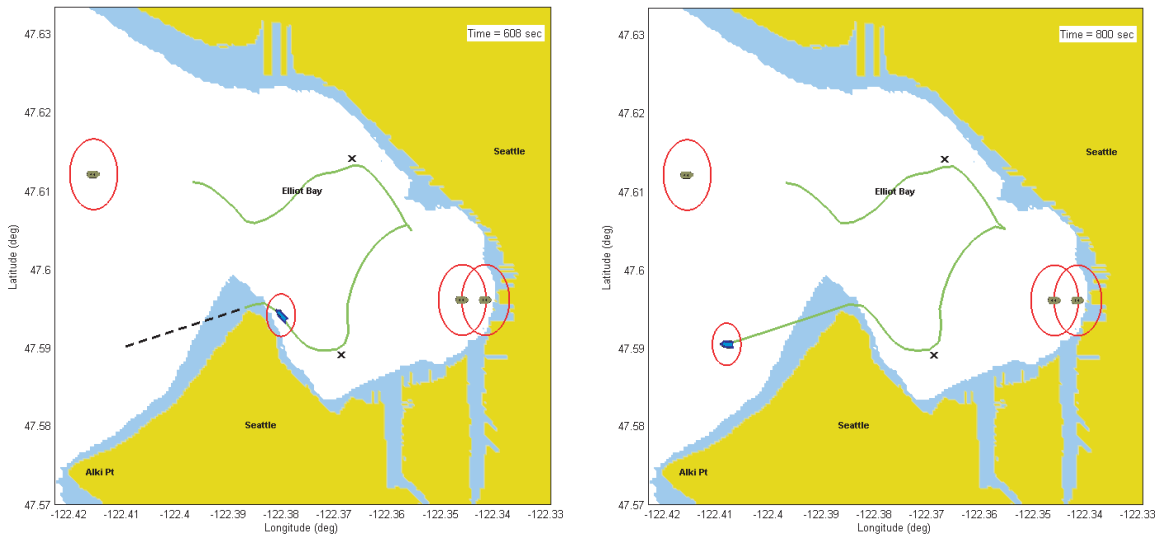 Time = 608 sec
47.63
47.62
47.61
47.6
47.59
47.58
47.57
Latitude (deg)
Seattle
Elliot Bay
Seattle
Alki Pt
-122.42 -122.41 -122.4 -122.39 -122.38 -122.37 -122.36 -122.35 -122.34 -122.33
Longitude (deg)
Time = 800 sec
47.63
47.62
47.61
47.6
47.59
47.58
47.57
Latitude (deg)
Seattle
Elliot Bay
Seattle
Alki Pt
-122.42 -122.41 -122.4 -122.39 -122.38 -122.37 -122.36 -122.35 -122.34 -122.33
Longitude (deg)